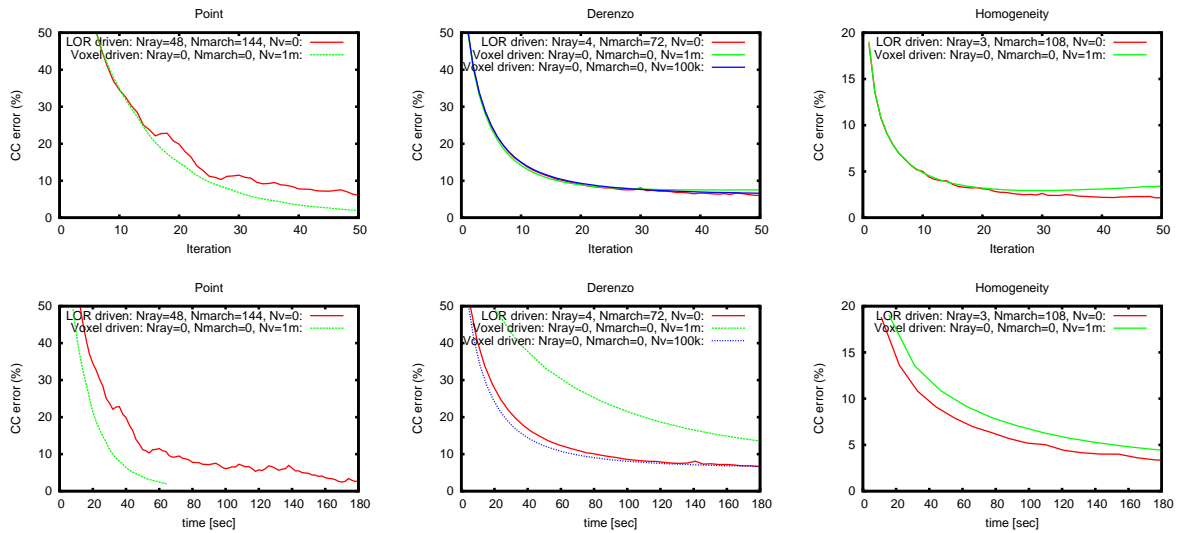 Point
LOR driven: Nray=48, Nmarch=144, Nv=0:
Voxel driven: Nray=0, Nmarch=0, Nv=1m:
CC error (%)
50
40
30
20
10
0
0 10 20 30 40 50
Iteration
Derenzo
LOR driven: Nray=4, Nmarch=72, Nv=0:
Voxel driven: Nray=0, Nmarch=0, Nv=1m:
Voxel driven: Nray=0, Nmarch=0, Nv=100k:
CC error (%)
50
40
30
20
10
0
0 10 20 30 40 50
Iteration
Homogeneity
LOR driven: Nray=3, Nmarch=108, Nv=0:
Voxel driven: Nray=0, Nmarch=0, Nv=1m:
CC error (%)
20
15
10
5
0
0 10 20 30 40 50
Iteration
Point
LOR driven: Nray=48, Nmarch=144, Nv=0:
Voxel driven: Nray=0, Nmarch=0, Nv=1m:
CC error (%)
50
40
30
20
10
0
0 20 40 60 80 100 120 140 160 180
time [sec]
Derenzo
LOR driven: Nray=4, Nmarch=72, Nv=0:
Voxel driven: Nray=0, Nmarch=0, Nv=1m:
Voxel driven: Nray=0, Nmarch=0, Nv=100k:
CC error (%)
50
40
30
20
10
0
0 20 40 60 80 100 120 140 160 180
time [sec]
Homogeneity
LOR driven: Nray=3, Nmarch=108, Nv=0:
Voxel driven: Nray=0, Nmarch=0, Nv=1m:
CC error (%)
20
15
10
5
0
0 20 40 60 80 100 120 140 160 180
time [sec]